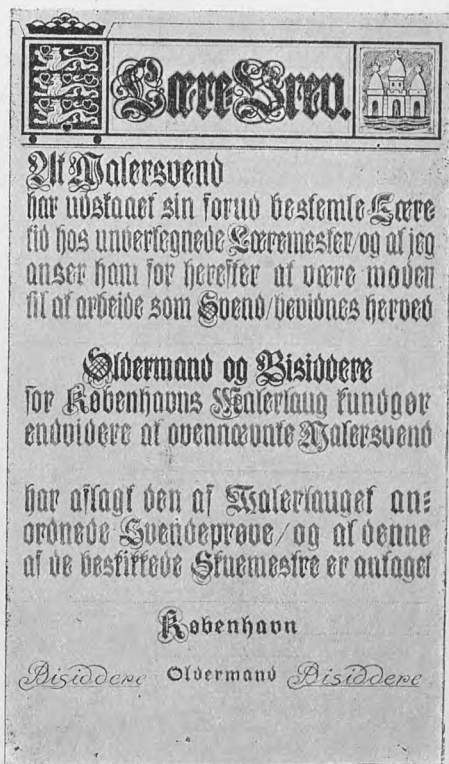 Lære Brev.
At Malersvend
har udstaaet sin forud bestemte Lære
tid hos undertegnede Læremester/og at jeg
anser ham for herefter at være moden
til at arbeide som Svend/bevidnes herved
Oldermand og Bisiddere
for Københavns Malerlaug kundgør
endvidere at ovennævnte Malersvend
har aflagt den af Malerlauget an=
ordnede Svendeprøve/og at denne
af de beskikkede Skuemestre er antaget
København
Bisiddere Oldermand Bisiddere